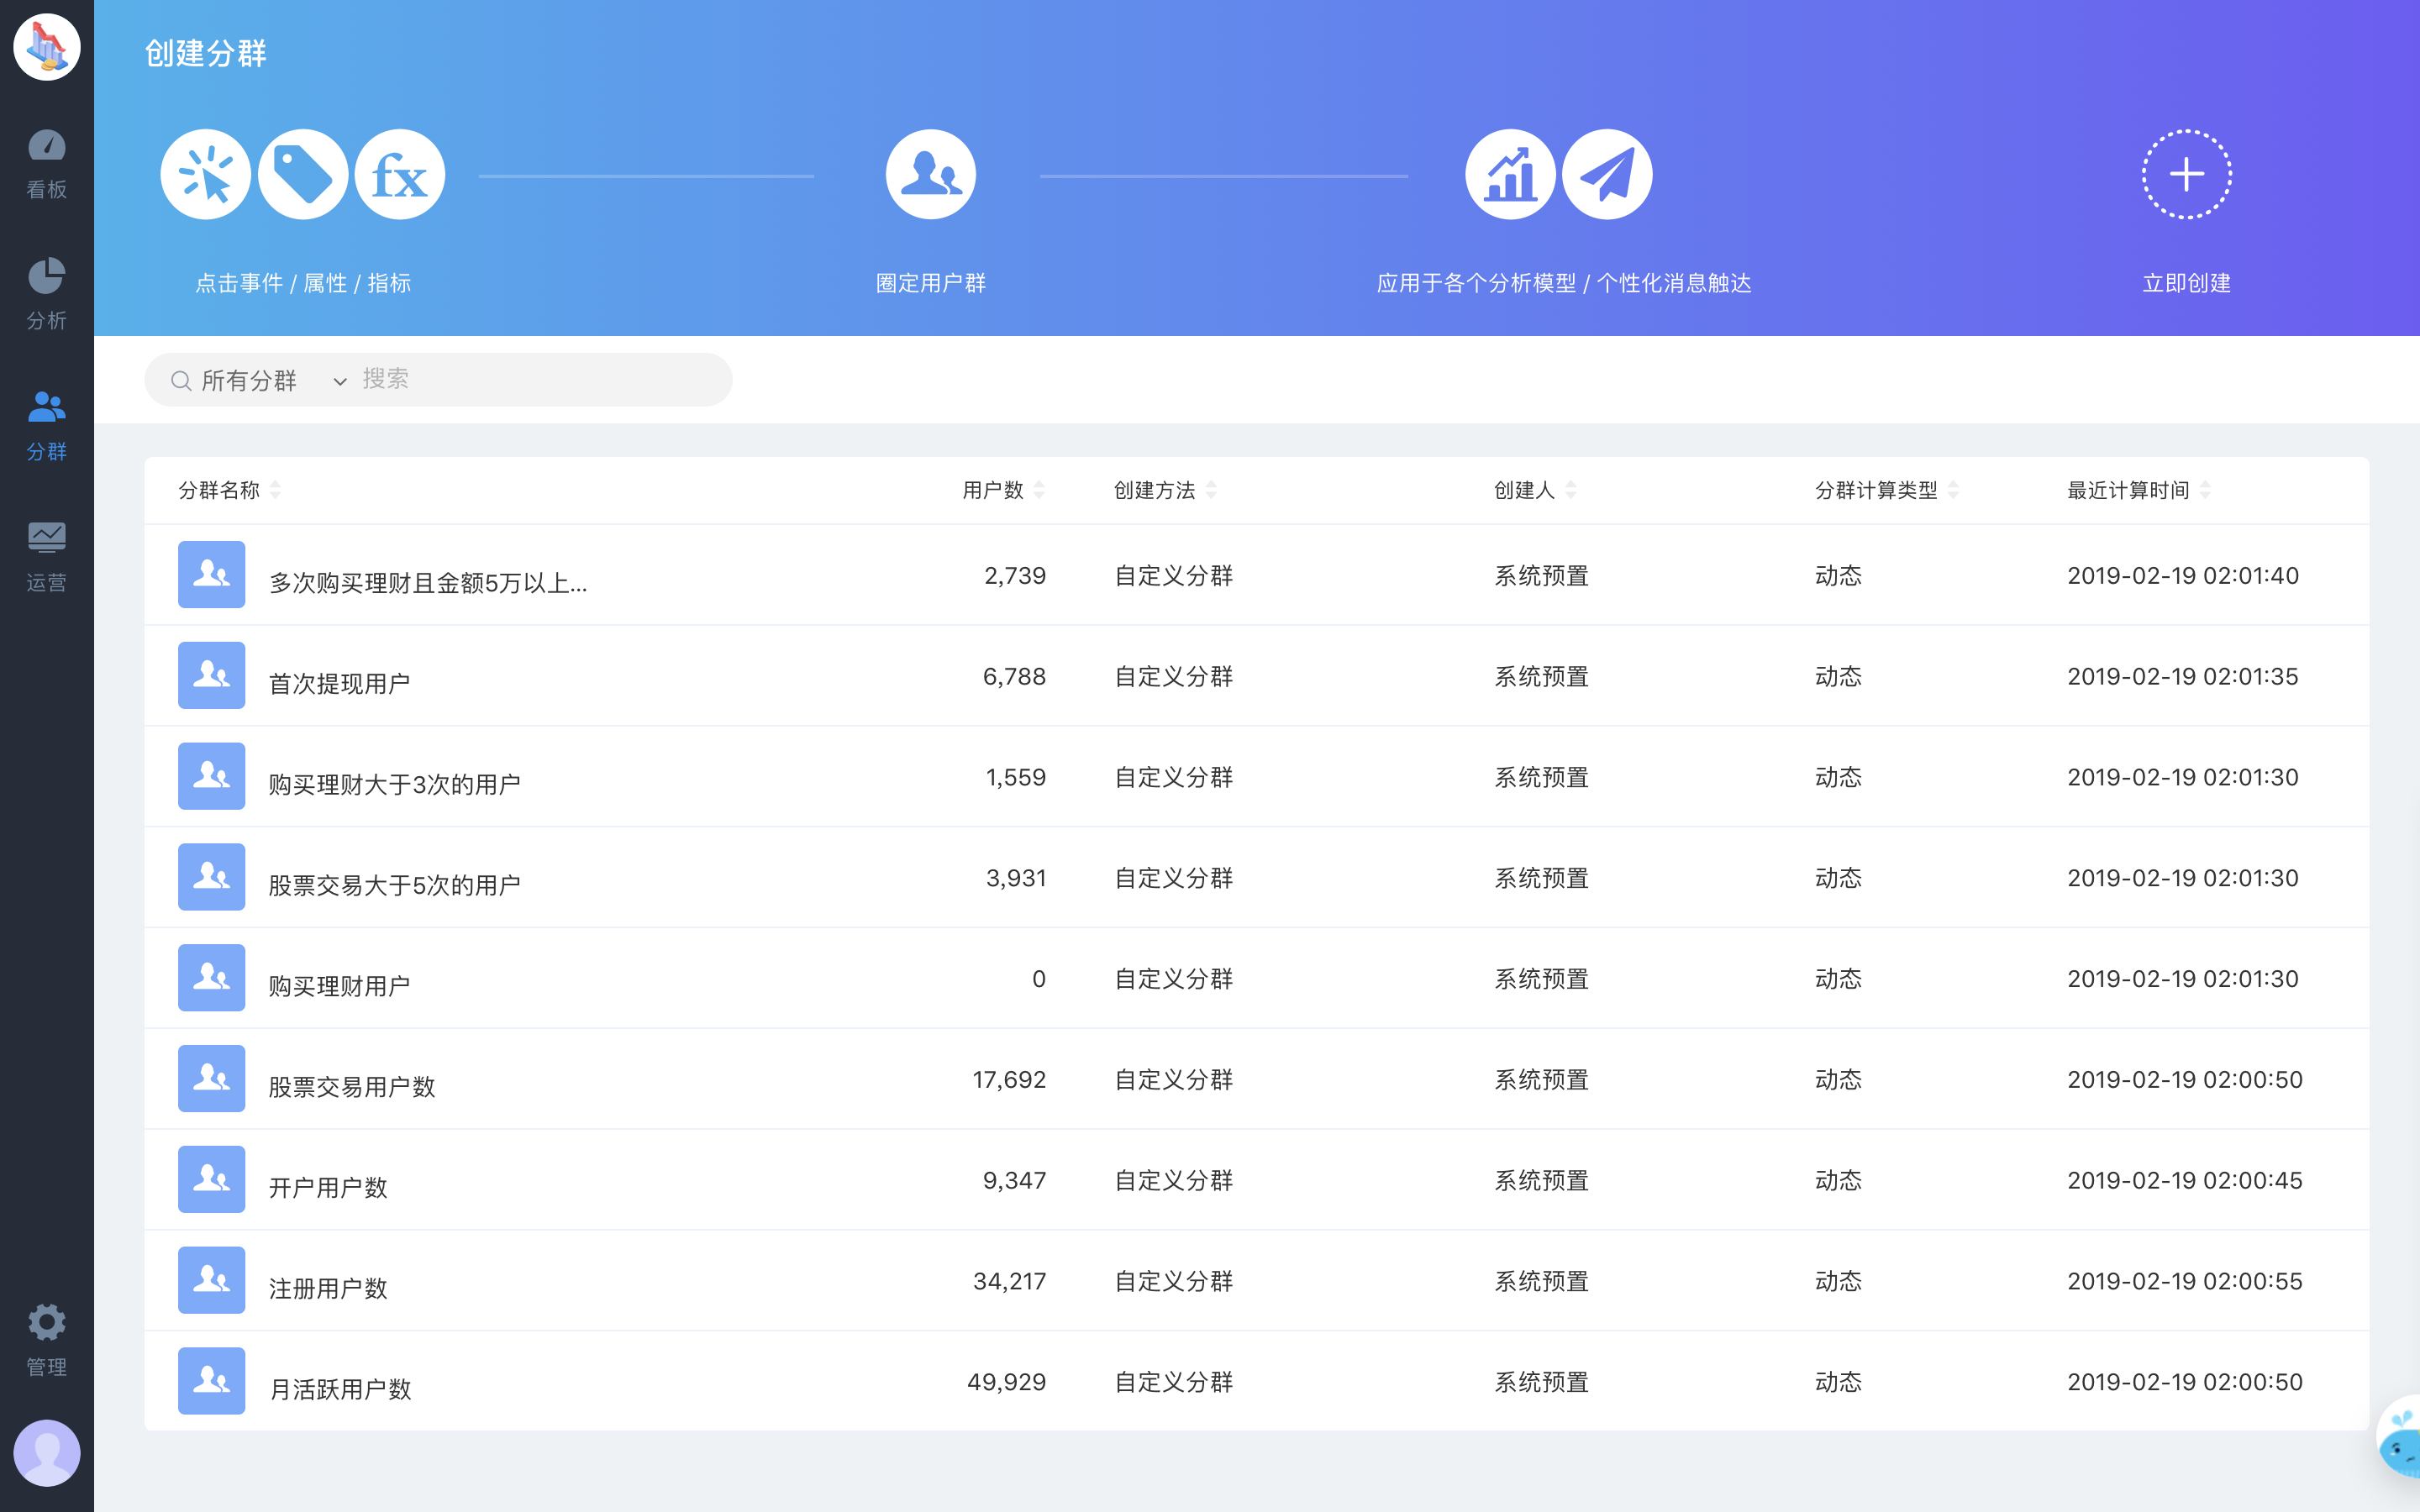 创建分群
fx
点击事件 / 属性 / 指标
圈定用户群
应用于各个分析模型 / 个性化消息触达
立即创建
看板
分析
分群
运营
管理
所有分群 搜索
分群名称 用户数 创建方法 创建人 分群计算类型 最近计算时间
多次购买理财且金额5万以上... 2,739 自定义分群 系统预置 动态 2019-02-19 02:01:40
首次提现用户 6,788 自定义分群 系统预置 动态 2019-02-19 02:01:35
购买理财大于3次的用户 1,559 自定义分群 系统预置 动态 2019-02-19 02:01:30
股票交易大于5次的用户 3,931 自定义分群 系统预置 动态 2019-02-19 02:01:30
购买理财用户 0 自定义分群 系统预置 动态 2019-02-19 02:01:30
股票交易用户数 17,692 自定义分群 系统预置 动态 2019-02-19 02:00:50
开户用户数 9,347 自定义分群 系统预置 动态 2019-02-19 02:00:45
注册用户数 34,217 自定义分群 系统预置 动态 2019-02-19 02:00:55
月活跃用户数 49,929 自定义分群 系统预置 动态 2019-02-19 02:00:50